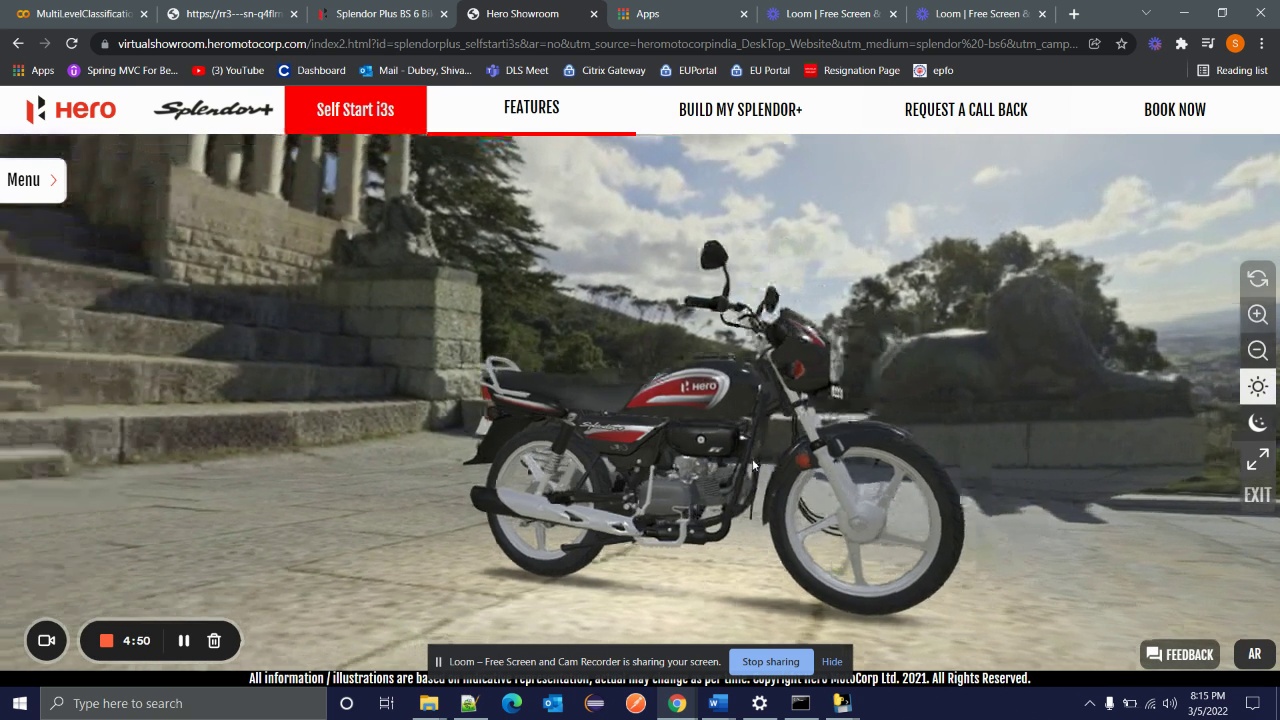 MultiLevelClassificatio
https://rr3---sn-q4flrn
Splendor Plus BS 6 Bik
Hero Showroom
Apps
Loom | Free Screen &
Loom | Free Screen &
virtualshowroom.heromotocorp.com/index2.html?id=splendorplus_selfstarti3s&at=no&utm_source=heromotocorpindia_DeskTop_Website&utm_medium=splendor%20-bs6&utm_camp...
S
Apps
Spring MVC For Be...
(3) YouTube
Dashboard
Mail - Dubey, Shiva...
DLS Meet
Citrix Gateway
EUPortal
EU Portal
Resignation Page
epfo
Reading list
Hero
Splendor+
Self Start i3s
FEATURES
BUILD MY SPLENDOR+
REQUEST A CALL BACK
BOOK NOW
Menu
Hero
Splendor+
EXIT
4:50
Loom – Free Screen and Cam Recorder is sharing your screen.
Stop sharing
Hide
FEEDBACK
AR
All information / illustrations are based on indicative representation, actual may change as per time. Copyright Hero MotoCorp Ltd. 2021. All Rights Reserved.
Type here to search
8:15 PM
3/5/2022